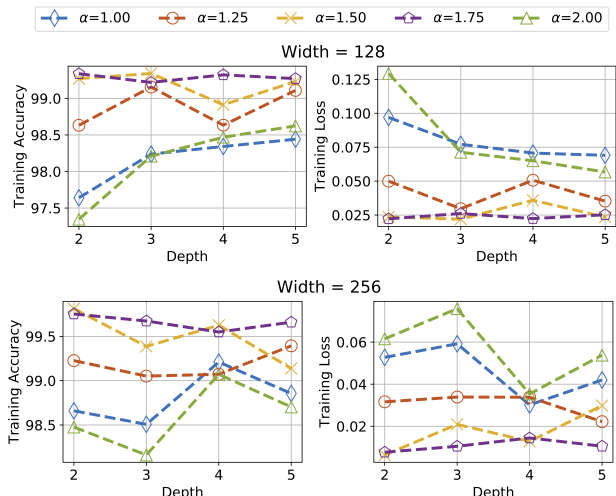 α=1.00 α=1.25 α=1.50 α=1.75 α=2.00
Width = 128
Training Accuracy
99.0
98.5
98.0
97.5
2 3 4 5
Depth
Training Loss
0.125
0.100
0.075
0.050
0.025
2 3 4 5
Depth
Width = 256
Training Accuracy
99.5
99.0
98.5
2 3 4 5
Depth
Training Loss
0.06
0.04
0.02
2 3 4 5
Depth